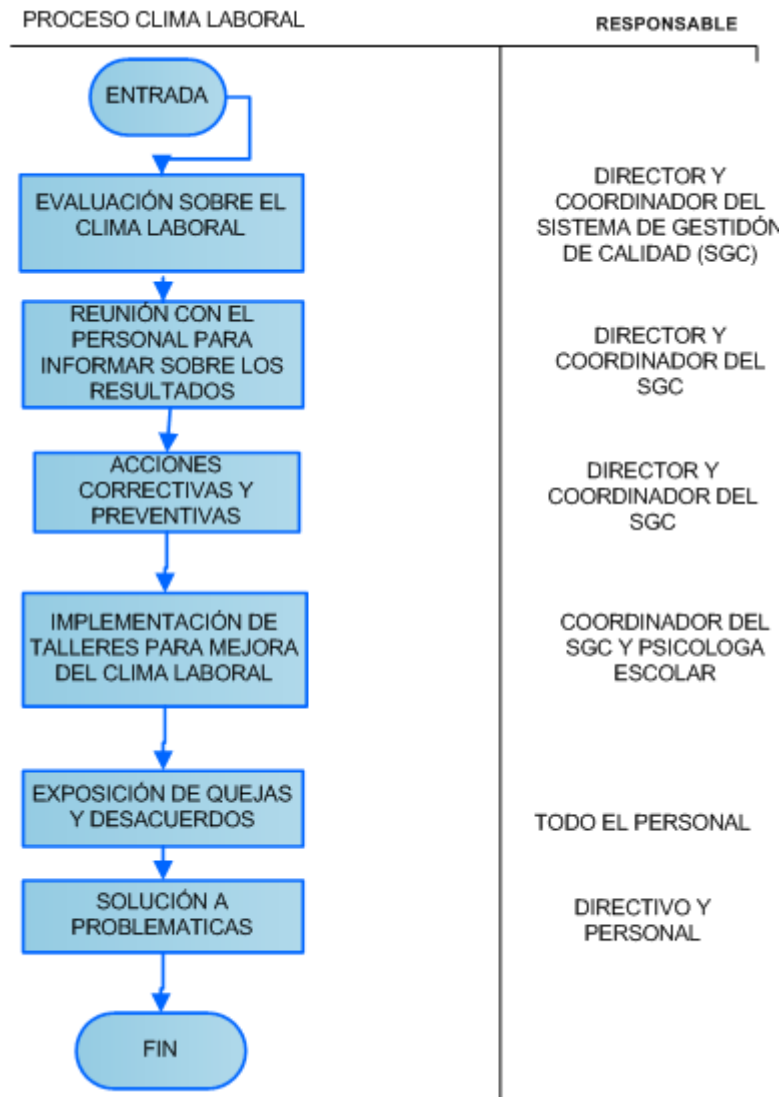 PROCESO CLIMA LABORAL
RESPONSABLE
ENTRADA
EVALUACIÓN SOBRE EL
CLIMA LABORAL
DIRECTOR Y
COORDINADOR DEL
SISTEMA DE GESTIDÓN
DE CALIDAD (SGC)
REUNIÓN CON EL
PERSONAL PARA
INFORMAR SOBRE LOS
RESULTADOS
DIRECTOR Y
COORDINADOR DEL
SGC
ACCIONES
CORRECTIVAS Y
PREVENTIVAS
DIRECTOR Y
COORDINADOR DEL
SGC
IMPLEMENTACIÓN DE
TALLERES PARA MEJORA
DEL CLIMA LABORAL
COORDINADOR DEL
SGC Y PSICOLOGA
ESCOLAR
EXPOSICIÓN DE QUEJAS
Y DESACUERDOS
TODO EL PERSONAL
SOLUCIÓN A
PROBLEMATICAS
DIRECTIVO Y
PERSONAL
FIN